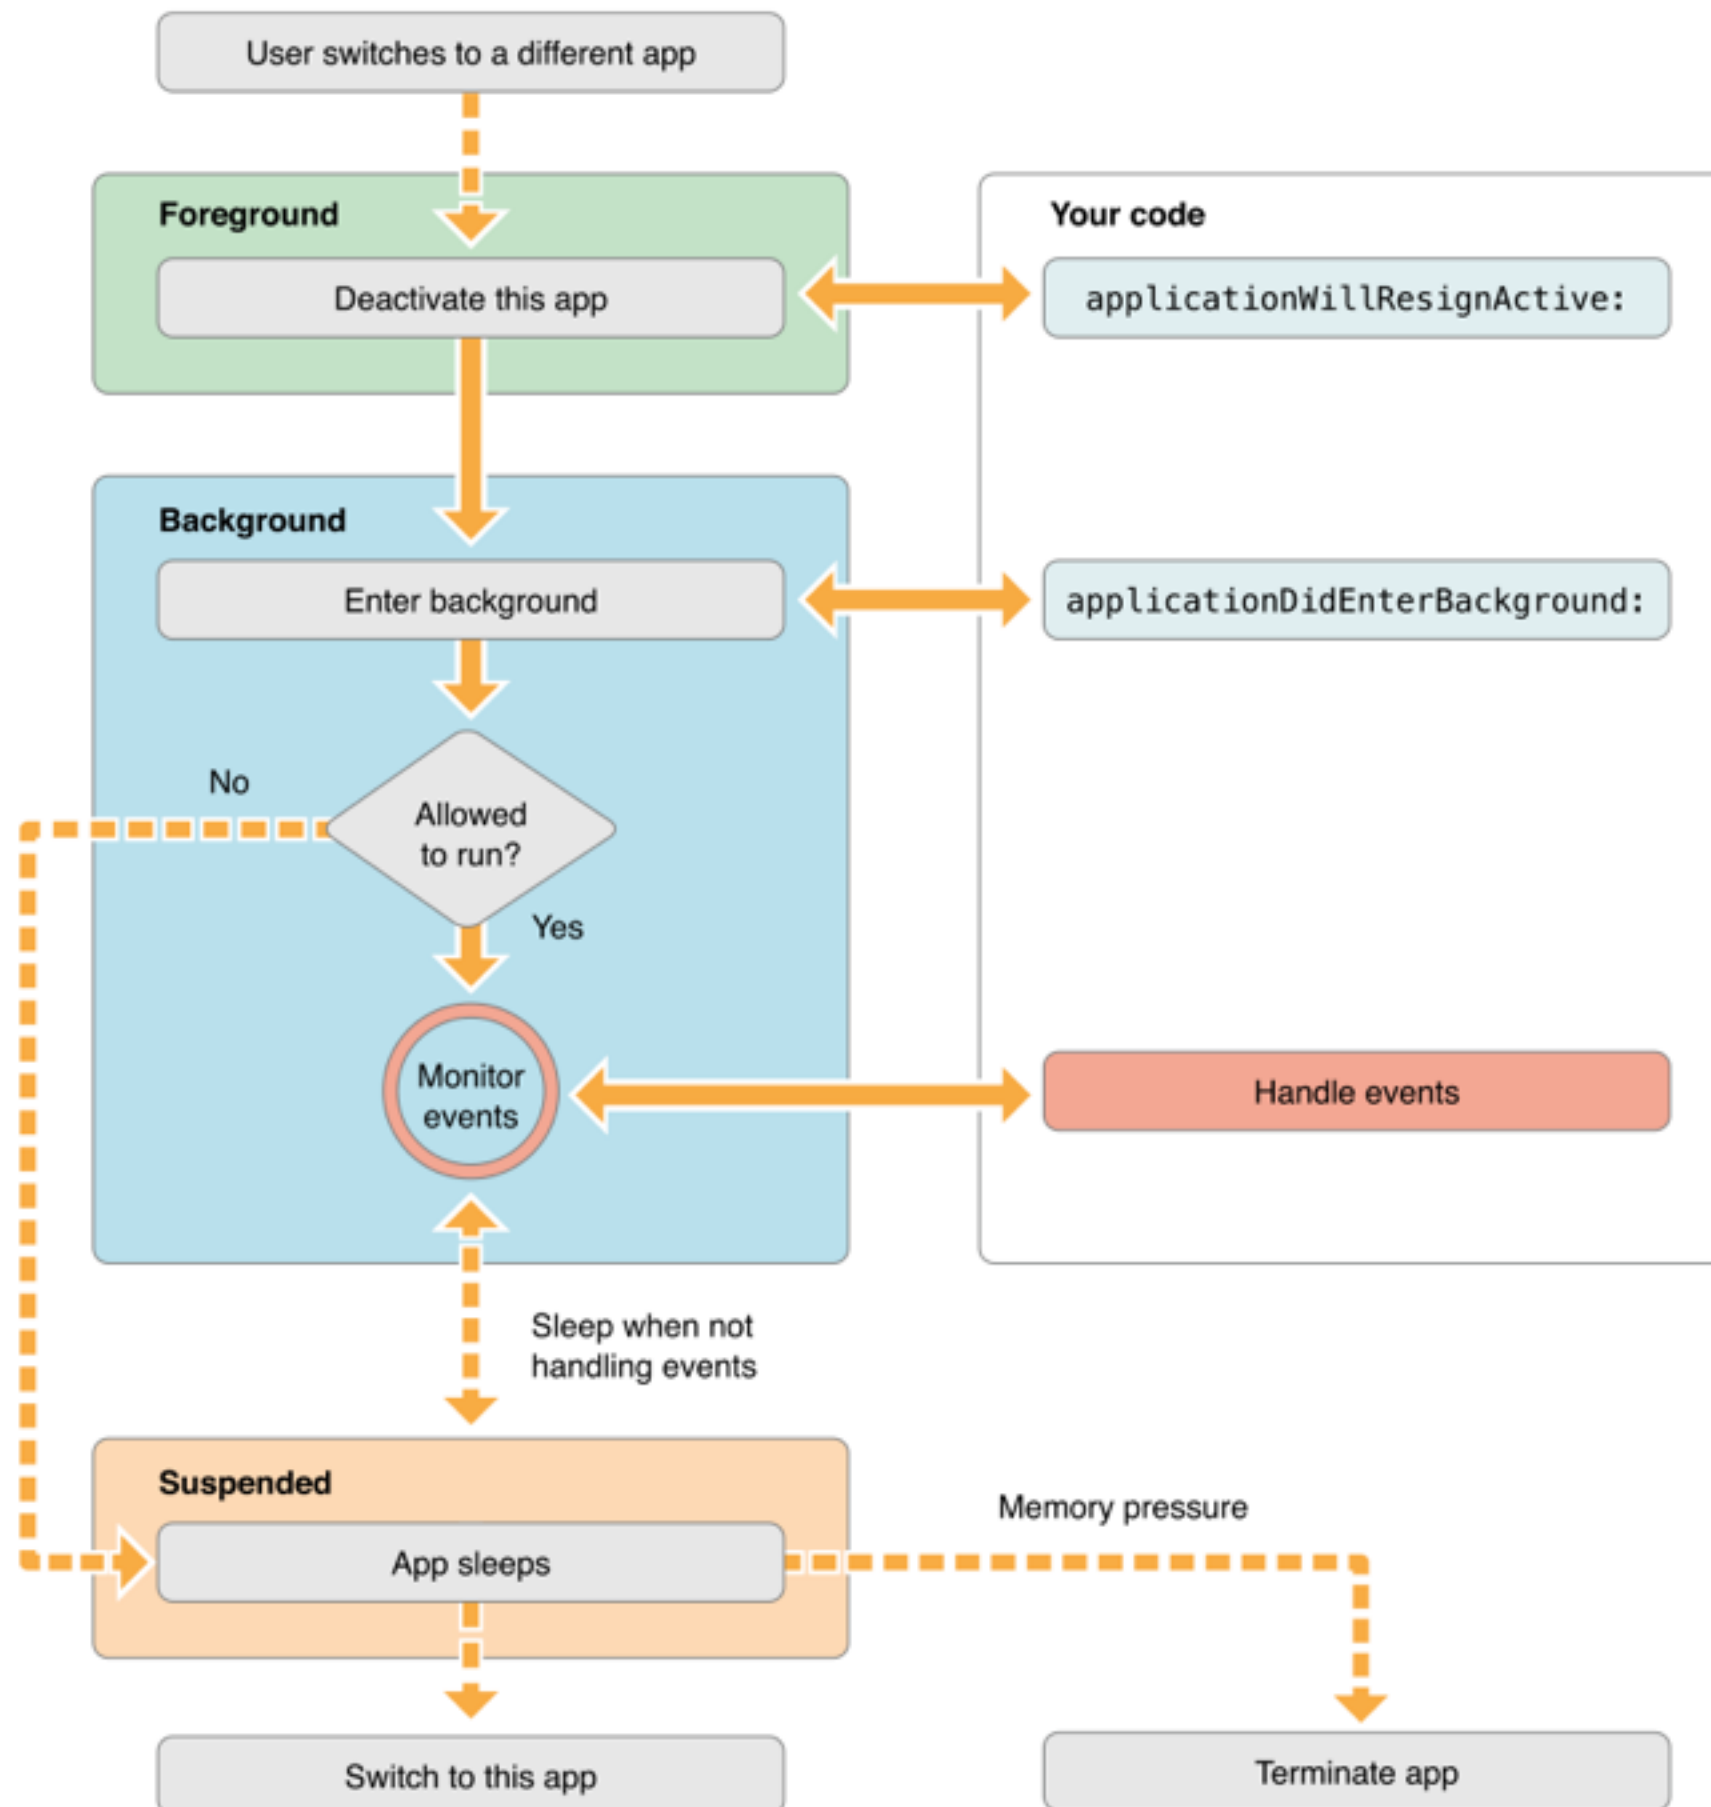 User switches to a different app
Foreground
Your code
Deactivate this app
applicationWillResignActive:
Background
Enter background
applicationDidEnterBackground:
No
Allowed
to run?
Yes
Monitor
events
Handle events
Sleep when not
handling events
Suspended
Memory pressure
App sleeps
Switch to this app
Terminate app